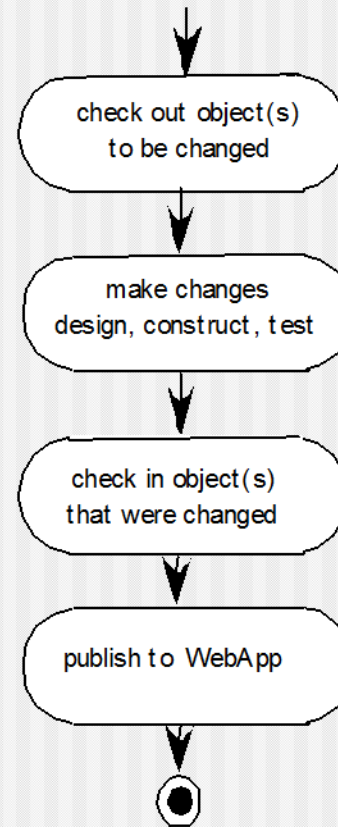 check out object(s)
to be changed
make changes
design, construct, test
check in object(s)
that were changed
publish to WebApp